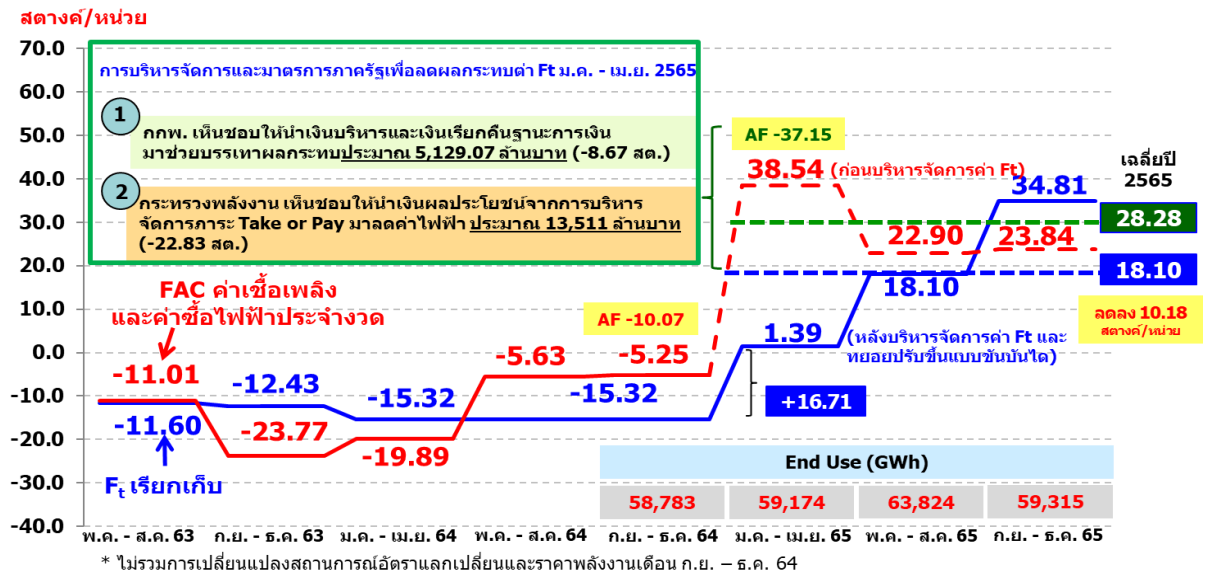 สตางค์/หน่วย
70.0
60.0
50.0
40.0
30.0
20.0
10.0
0.0
-10.0
-20.0
-30.0
-40.0
การบริหารจัดการและมาตรการภาครัฐเพื่อลดผลกระทบต่า Ft ม.ค. - เม.ย. 2565
1
กกพ. เห็นชอบให้นำเงินบริหารและเงินเรียกคืนฐานะการเงิน
มาช่วยบรรเทาผลกระทบประมาณ 5,129.07 ล้านบาท (-8.67 สต.)
2
กระทรวงพลังงาน เห็นชอบให้นำเงินผลประโยชน์จากการบริหาร
จัดการภาระ Take or Pay มาลดค่าไฟฟ้า ประมาณ 13,511 ล้านบาท
(-22.83 สต.)
AF -37.15
38.54 (ก่อนบริหารจัดการค่า Ft)
34.81
เฉลี่ยปี
2565
28.28
22.90
23.84
18.10
18.10
FAC ค่าเชื้อเพลิง
และค่าซื้อไฟฟ้าประจำงวด
AF -10.07
ลดลง 10.18
สตางค์/หน่วย
1.39
(หลังบริหารจัดการค่า Ft และ
ทยอยปรับขึ้นแบบขันบันได)
-5.63
-5.25
-11.01
-12.43
-15.32
-15.32
+16.71
-11.60
-23.77
-19.89
Ft เรียกเก็บ
End Use (GWh)
58,783
59,174
63,824
59,315
พ.ค. - ส.ค. 63
ก.ย. - ธ.ค. 63
ม.ค. - เม.ย. 64
พ.ค. - ส.ค. 64
ก.ย. - ธ.ค. 64
ม.ค. - เม.ย. 65
พ.ค. - ส.ค. 65
ก.ย. - ธ.ค. 65
* ไม่รวมการเปลี่ยนแปลงสถานการณ์อัตราแลกเปลี่ยนและราคาพลังงานเดือน ก.ย. – ธ.ค. 64